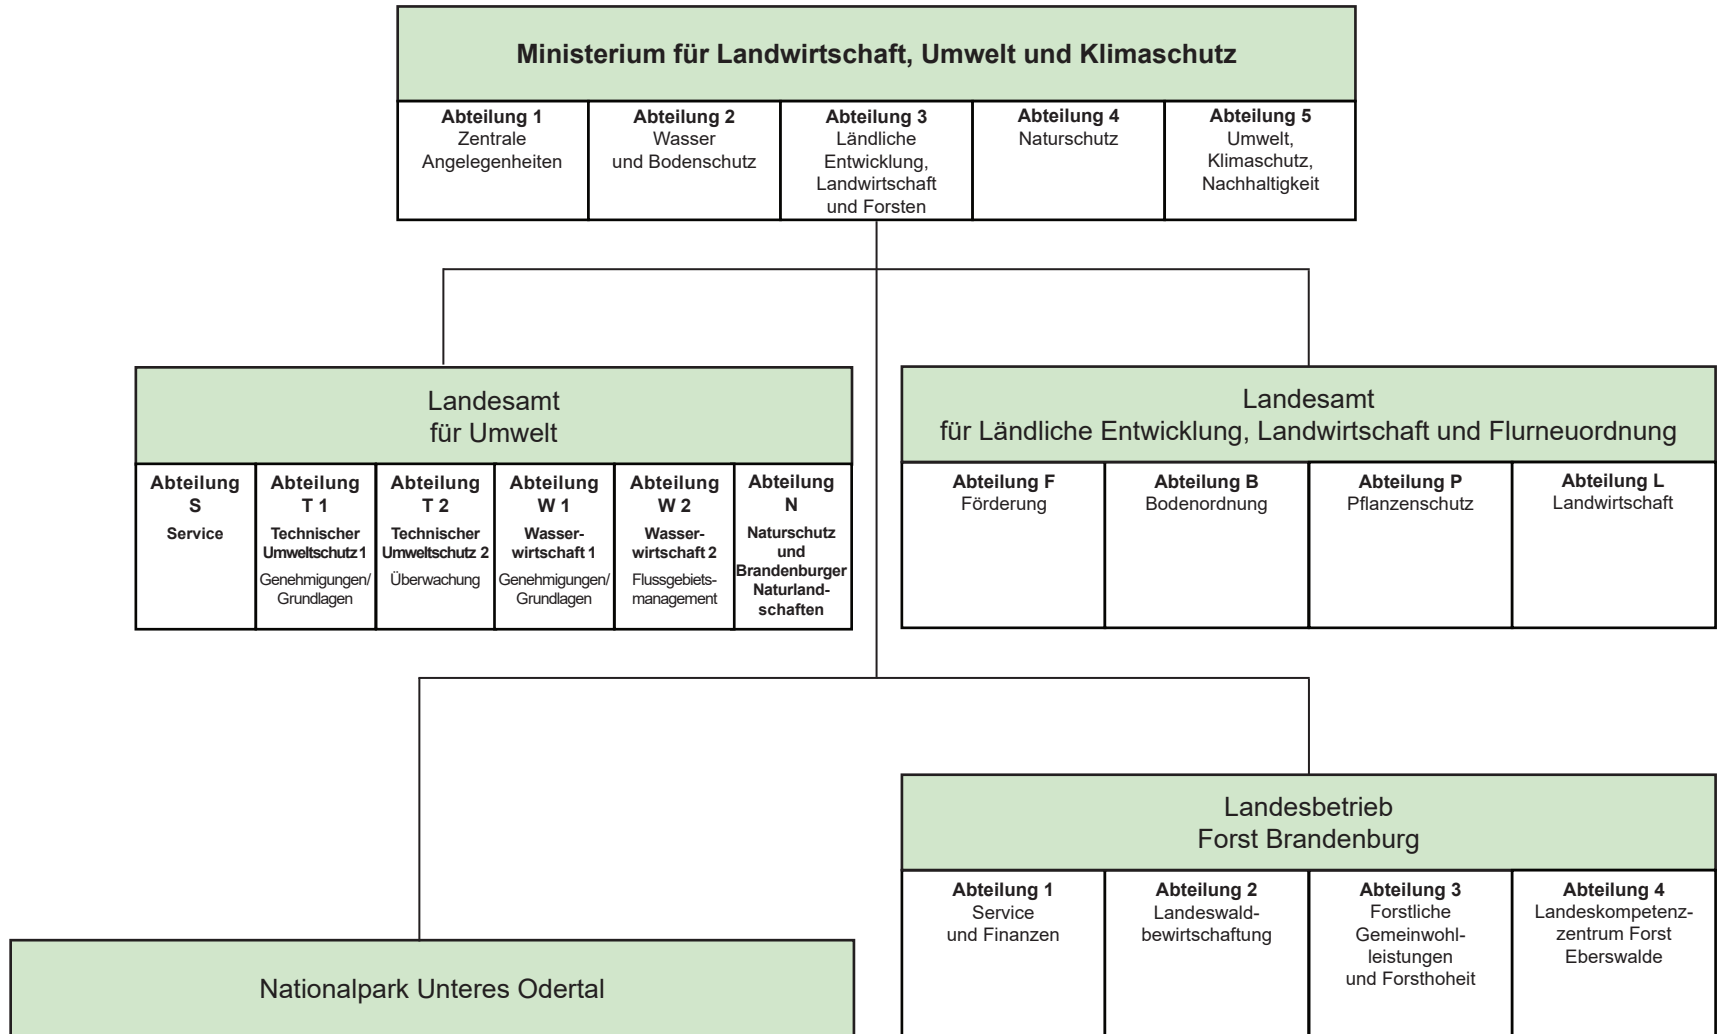 Ministerium für Landwirtschaft, Umwelt und Klimaschutz
Abteilung 1
Zentrale
Angelegenheiten
Abteilung 2
Wasser
und Bodenschutz
Abteilung 3
Ländliche
Entwicklung,
Landwirtschaft
und Forsten
Abteilung 4
Naturschutz
Abteilung 5
Umwelt,
Klimaschutz,
Nachhaltigkeit
Landesamt
für Umwelt
Abteilung
S
Service
Abteilung
T 1
Technischer
Umweltschutz 1
Genehmigungen/
Grundlagen
Abteilung
T 2
Technischer
Umweltschutz 2
Überwachung
Abteilung
W 1
Wasser-
wirtschaft 1
Genehmigungen/
Grundlagen
Abteilung
W 2
Wasser-
wirtschaft 2
Flussgebiets-
management
Abteilung
N
Naturschutz
und
Brandenburger
Naturland-
schaften
Landesamt
für Ländliche Entwicklung, Landwirtschaft und Flurneuordnung
Abteilung F
Förderung
Abteilung B
Bodenordnung
Abteilung P
Pflanzenschutz
Abteilung L
Landwirtschaft
Nationalpark Unteres Odertal
Landesbetrieb
Forst Brandenburg
Abteilung 1
Service
und Finanzen
Abteilung 2
Landeswald-
bewirtschaftung
Abteilung 3
Forstliche
Gemeinwohl-
leistungen
und Forsthoheit
Abteilung 4
Landeskompetenz-
zentrum Forst
Eberswalde